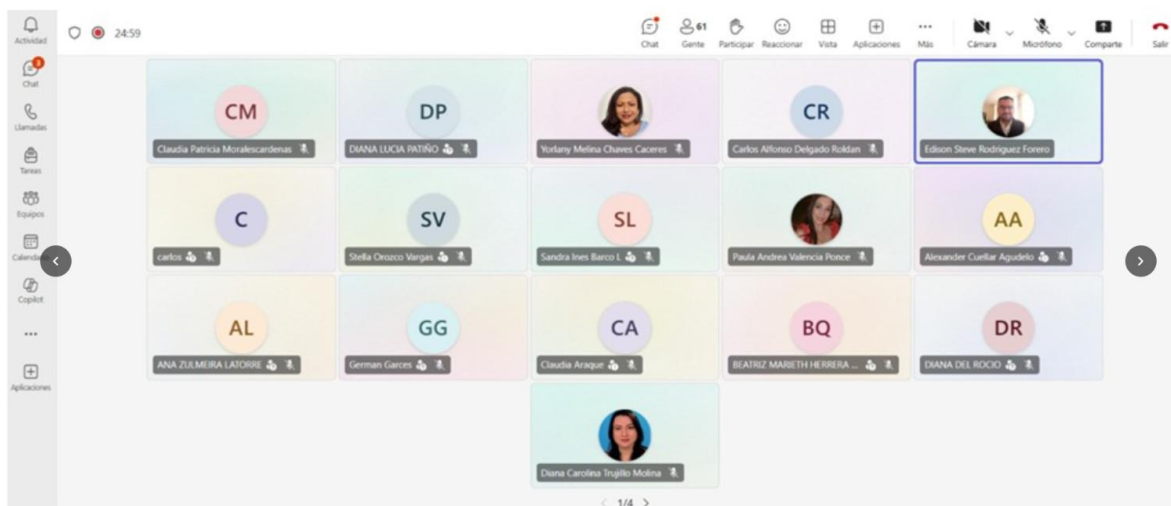 24:59
61
Chat
Gente
Participar
Reaccionar
Vista
Aplicaciones
Más
Cámara
Micrófono
Comparte
Salir
Actividad
3
Chat
Llamadas
Tareas
Equipos
Calendario
Copilot
Aplicaciones
CM
Claudia Patricia Moralescardenas
DP
DIANA LUCIA PATIÑO
Yorlany Melina Chaves Caceres
CR
Carlos Alfonso Delgado Roldan
Edison Steve Rodriguez Forero
C
carlos
SV
Stella Orozco Vargas
SL
Sandra Ines Barco L
Paula Andrea Valencia Ponce
AA
Alexander Cuellar Agudelo
AL
ANA ZULMEIRA LATORRE
GG
German Garces
CA
Claudia Araque
BQ
BEATRIZ MARIETH HERRERA ...
DR
DIANA DEL ROCIO
Diana Carolina Trujillo Molina
1/4